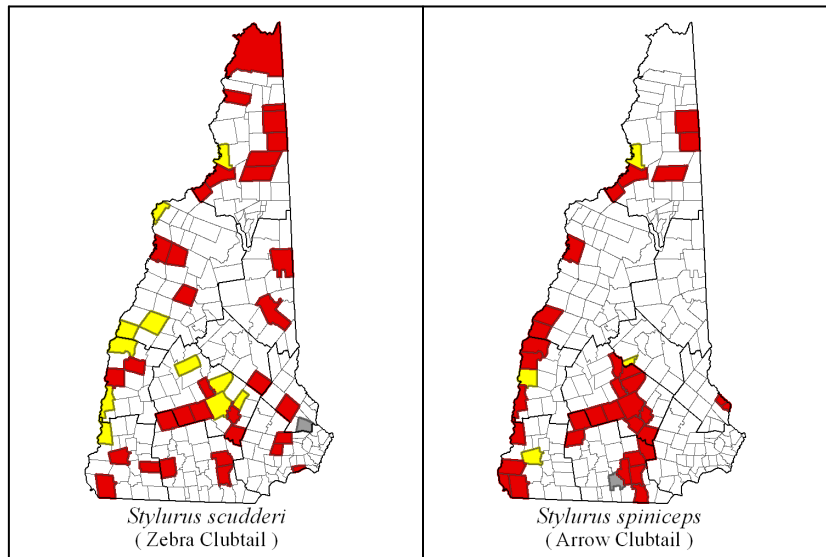 Stylurus scudderi
( Zebra Clubtail )
Stylurus spiniceps
( Arrow Clubtail )